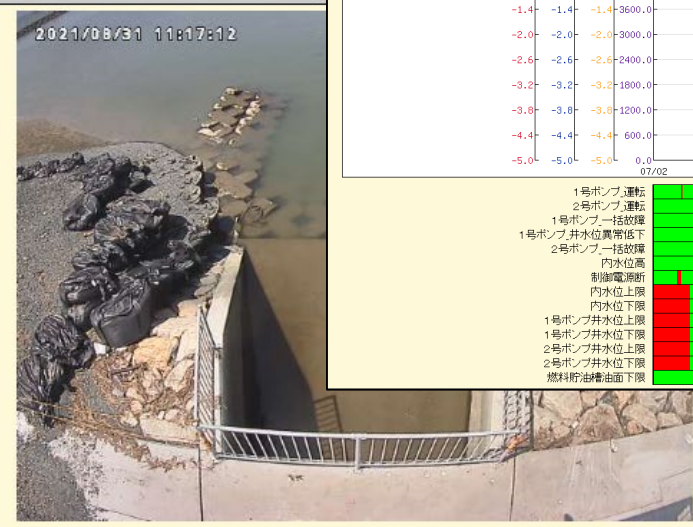 2021/08/31 11:17:12
-1.4 -1.4 -1.4 3600.0
-2.0 -2.0 -2.0 3000.0
-2.6 -2.6 -2.6 2400.0
-3.2 -3.2 -3.2 1800.0
-3.8 -3.8 -3.8 1200.0
-4.4 -4.4 -4.4 600.0
-5.0 -5.0 -5.0 0.0
07/02
1号ポンプ_運転
2号ポンプ_運転
1号ポンプ_一括故障
1号ポンプ_井水位異常低下
2号ポンプ_一括故障
内水位高
制御電源断
内水位上限
内水位下限
1号ポンプ井水位上限
1号ポンプ井水位下限
2号ポンプ井水位上限
2号ポンプ井水位下限
燃料貯油槽油面下限